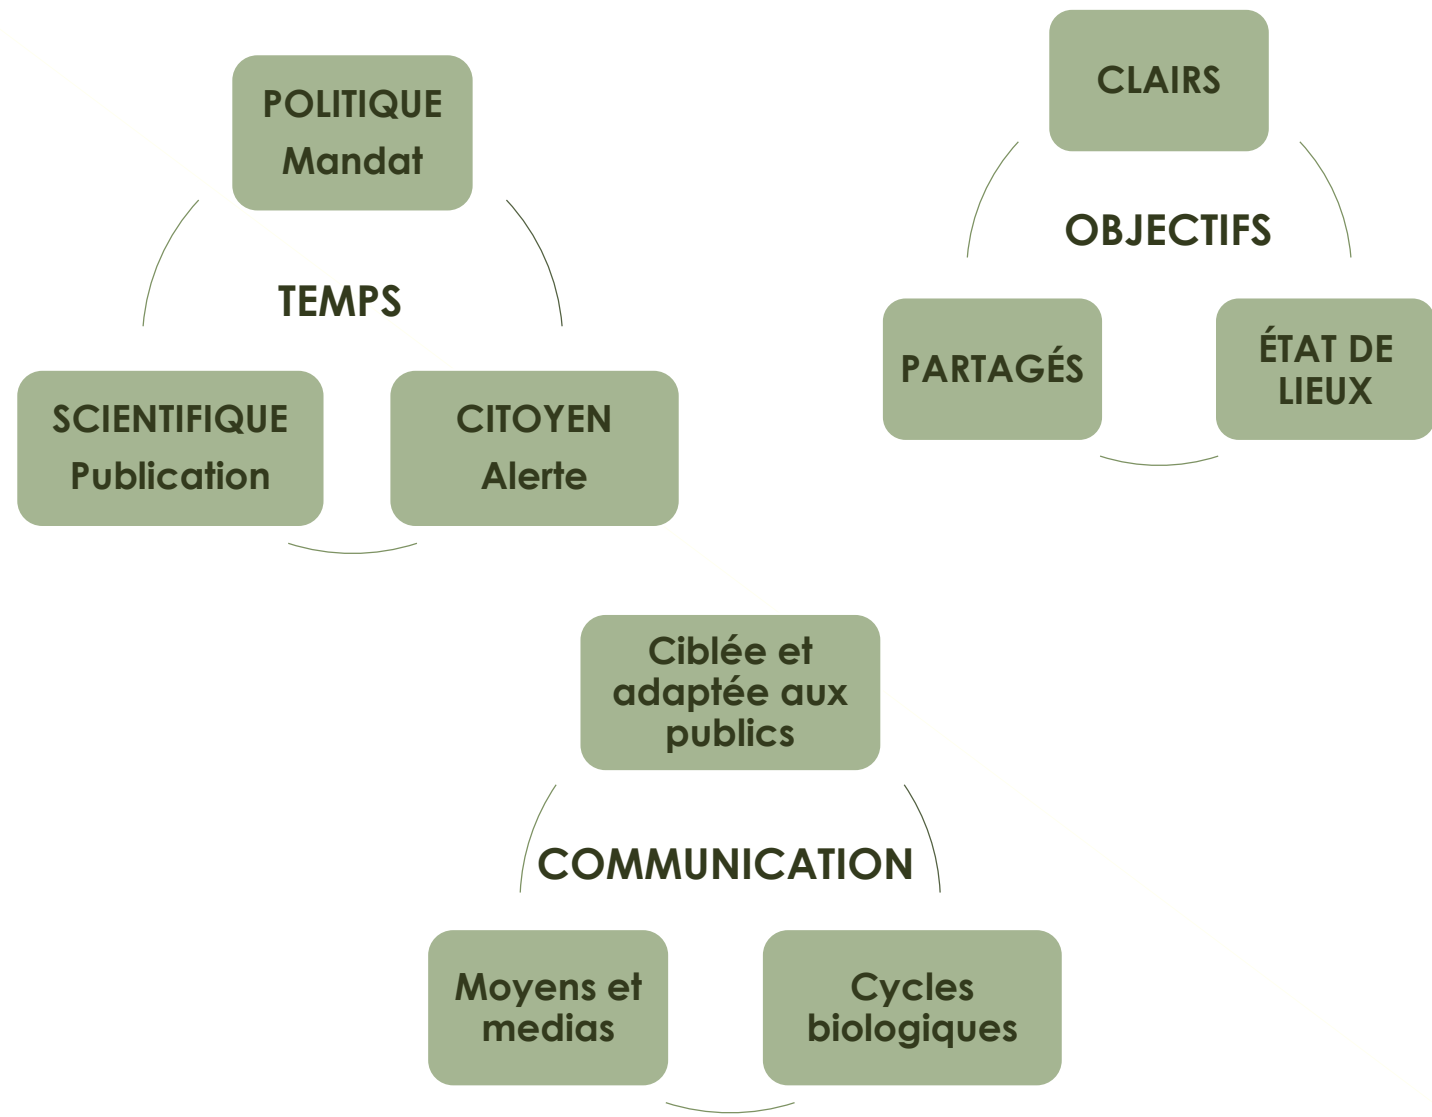 POLITIQUE
Mandat
TEMPS
SCIENTIFIQUE
Publication
CITOYEN
Alerte
CLAIRS
OBJECTIFS
PARTAGÉS
ÉTAT DE
LIEUX
Ciblée et
adaptée aux
publics
COMMUNICATION
Moyens et
medias
Cycles
biologiques